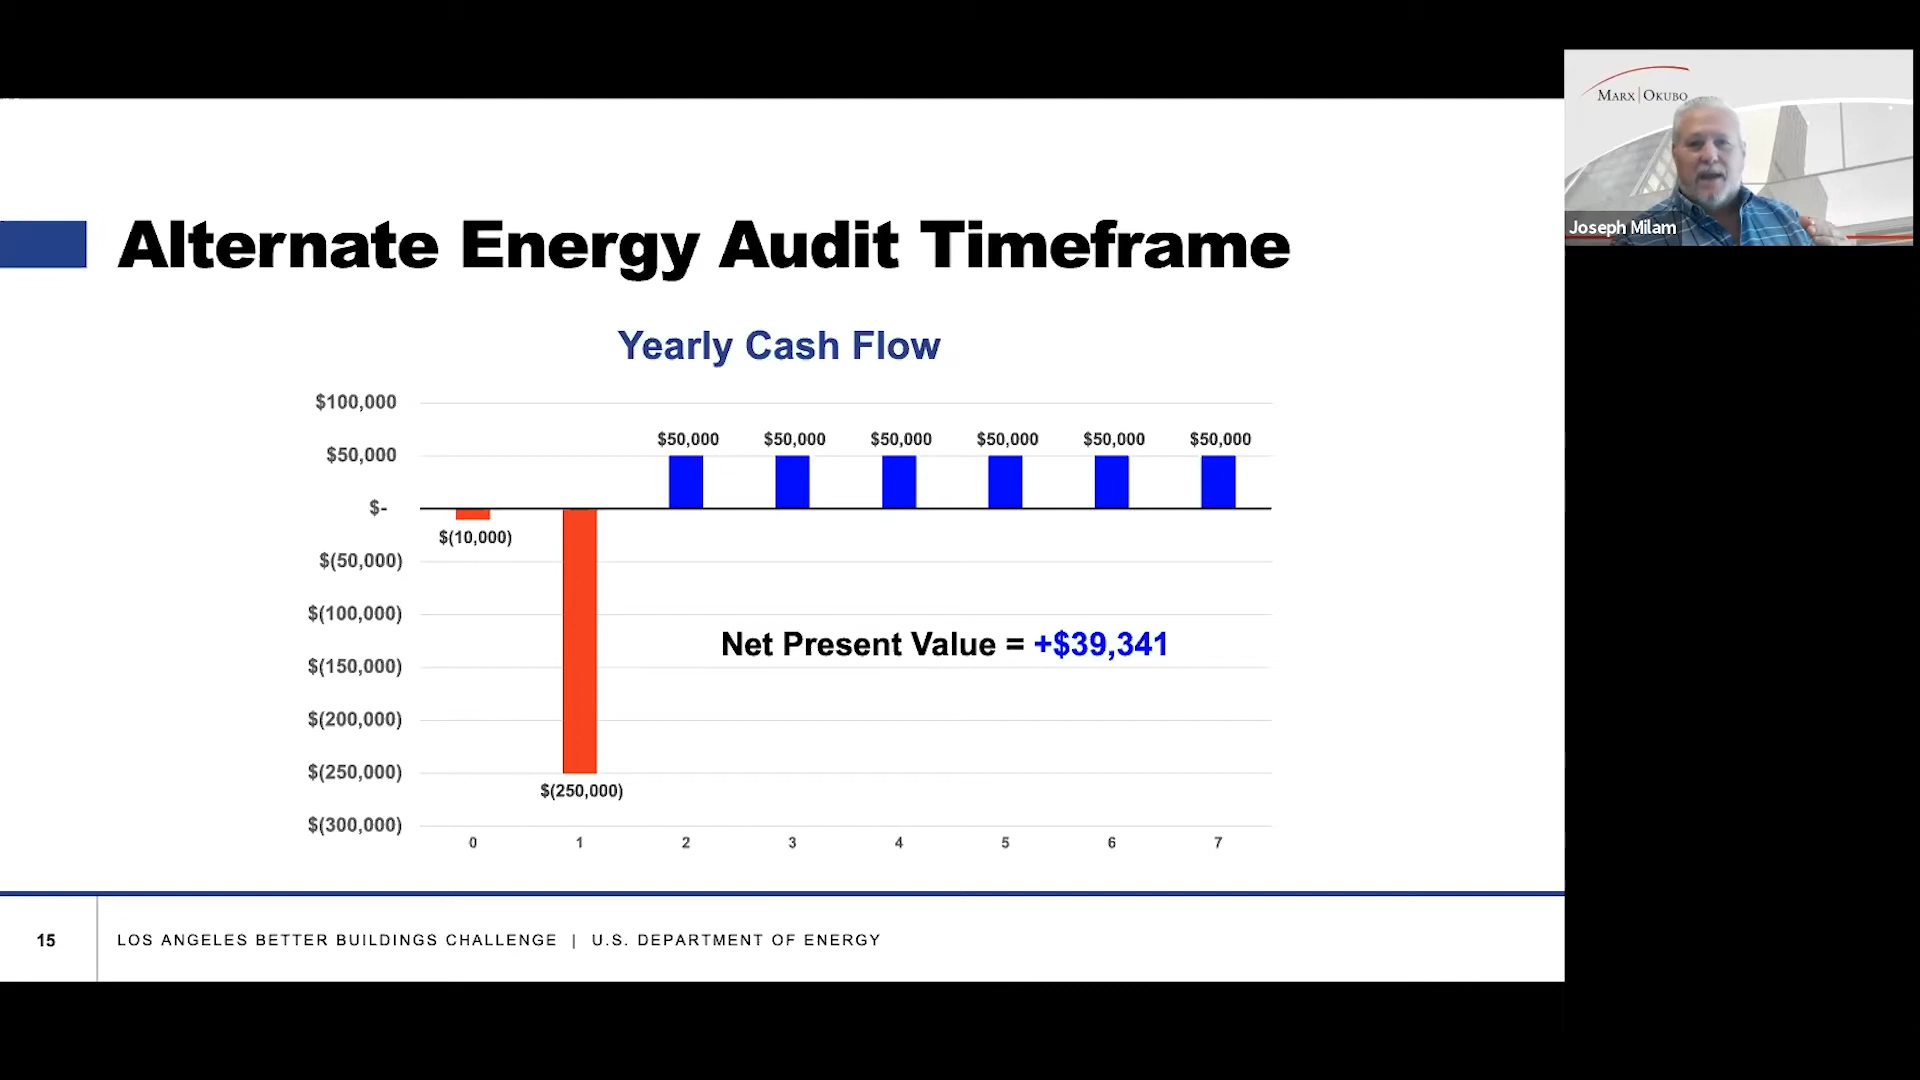 MARX|OKUBO
Joseph Milam
Alternate Energy Audit Timeframe
Yearly Cash Flow
$100,000
$50,000
$-
$(50,000)
$(100,000)
$(150,000)
$(200,000)
$(250,000)
$(300,000)
$50,000 $50,000 $50,000 $50,000 $50,000 $50,000
$(10,000)
$(250,000)
Net Present Value = +$39,341
0 1 2 3 4 5 6 7
15 LOS ANGELES BETTER BUILDINGS CHALLENGE | U.S. DEPARTMENT OF ENERGY